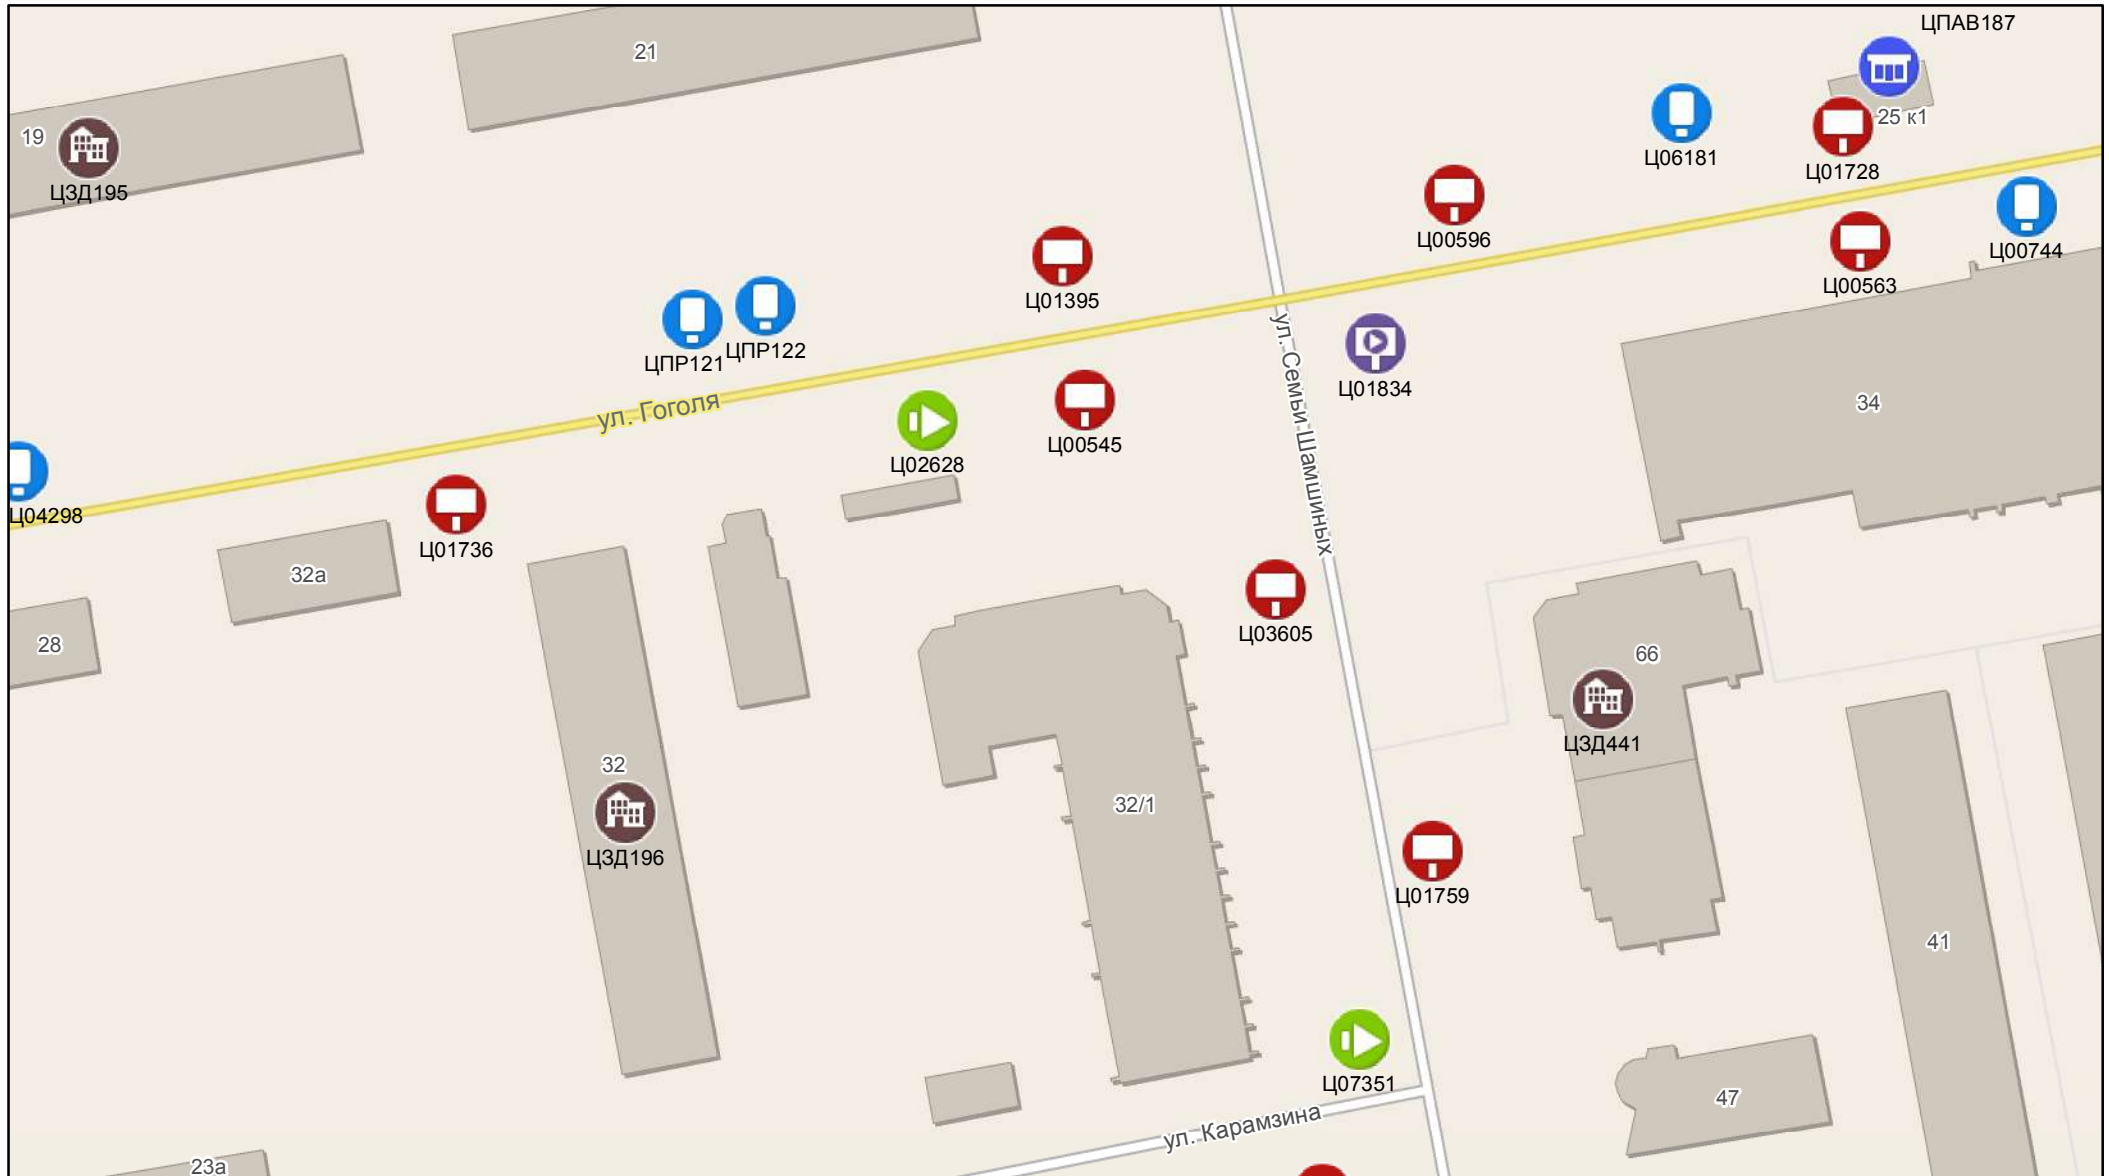 ЦПАВ187
21
25 к1
19
Ц06181
Ц01728
ЦЗД195
Ц00596
Ц00744
Ц00563
Ц01395
ЦПР121
ЦПР122
ул. Семьи Шамшиных
Ц01834
ул. Гоголя
34
Ц00545
Ц02628
Ц04298
Ц01736
32а
28
Ц03605
66
ЦЗД441
32
32/1
ЦЗД196
Ц01759
41
Ц07351
47
ул. Карамзина
23а